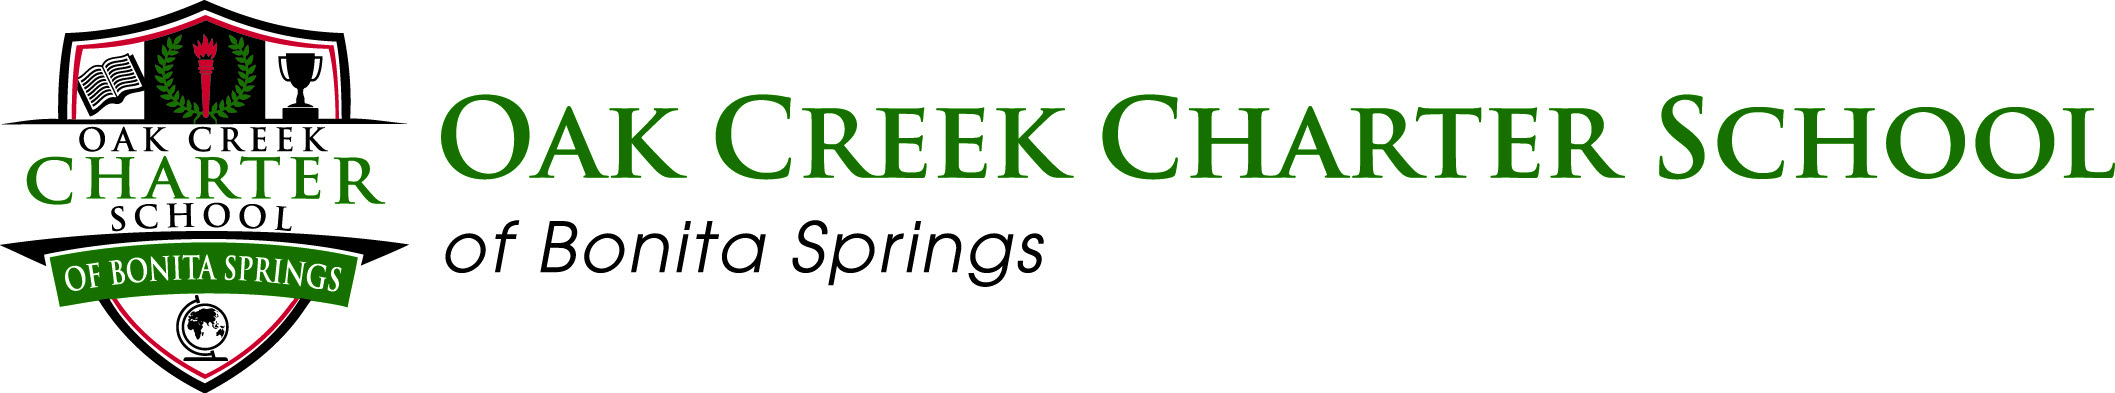 OAK CREEK
CHARTER
SCHOOL
OF BONITA SPRINGS
OAK CREEK CHARTER SCHOOL
of Bonita Springs